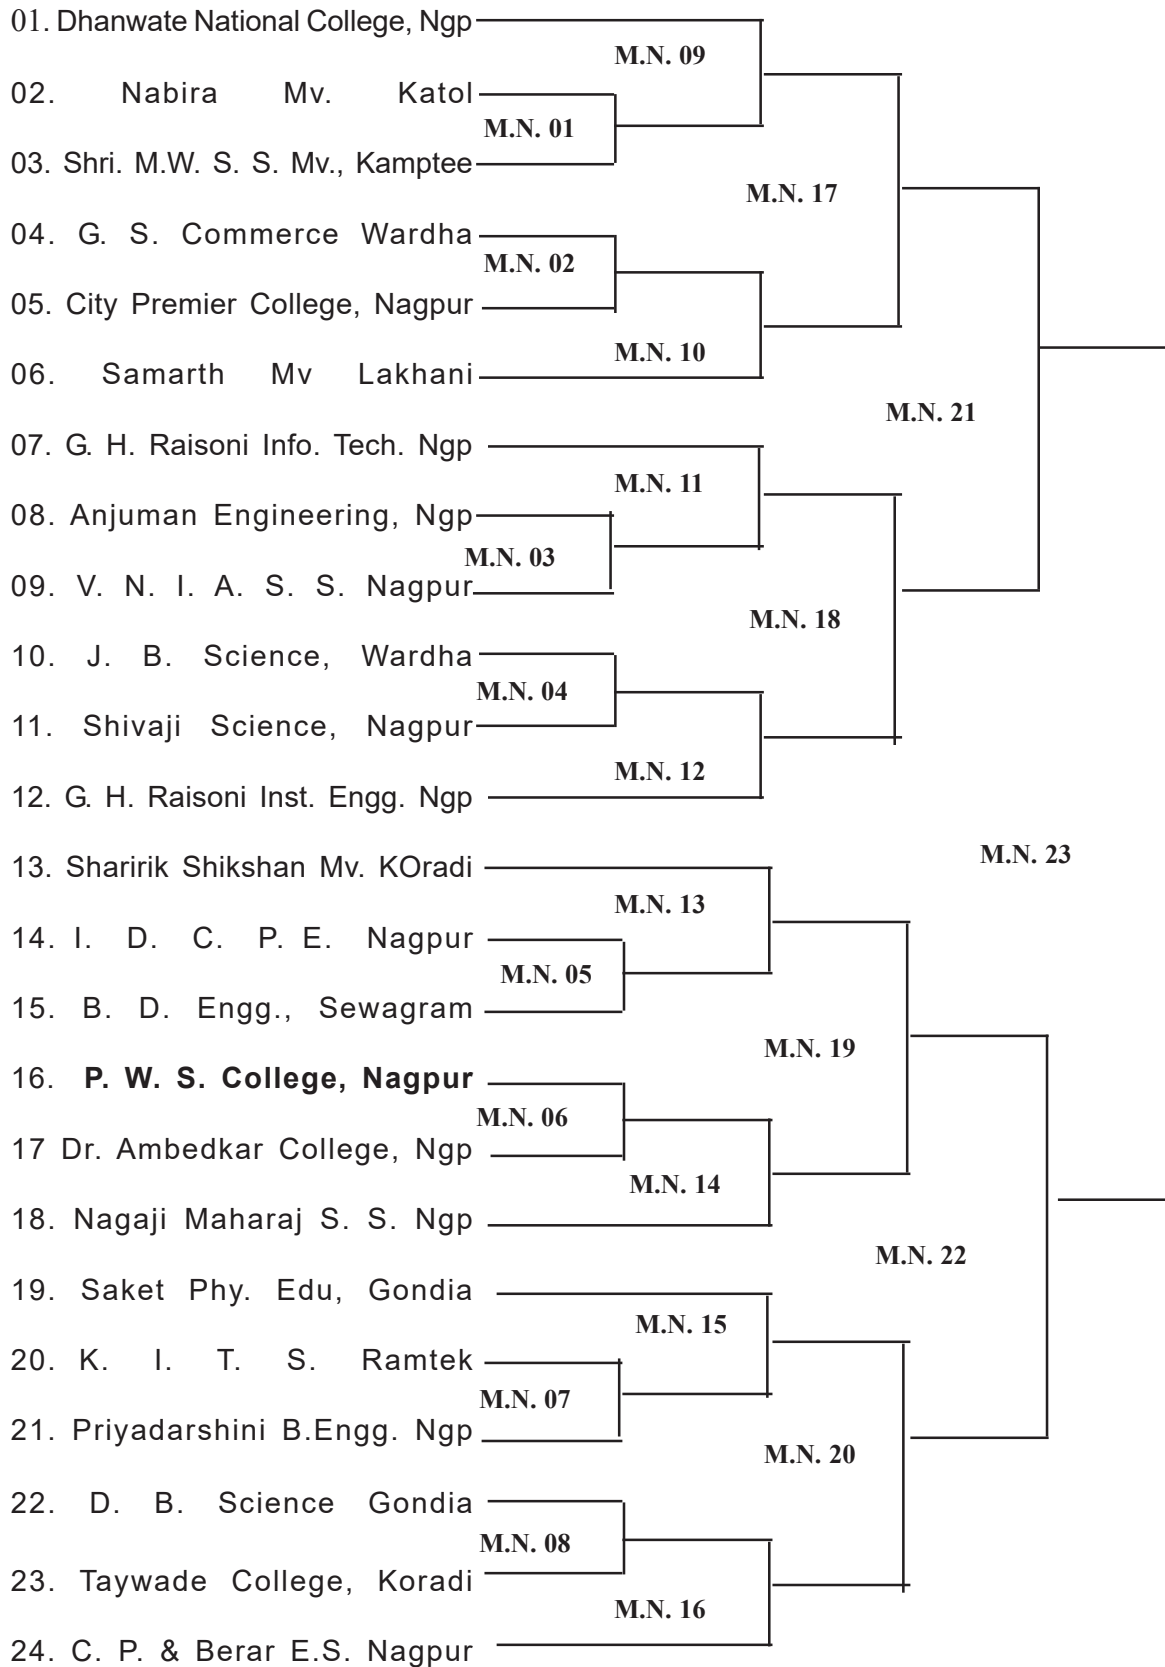 01. Dhanwate National College, Ngp
M.N. 09
02. Nabira Mv. Katol
M.N. 01
03. Shri. M.W. S. S. Mv., Kamptee
M.N. 17
04. G. S. Commerce Wardha
M.N. 02
05. City Premier College, Nagpur
M.N. 10
06. Samarth Mv Lakhani
M.N. 21
07. G. H. Raisoni Info. Tech. Ngp
M.N. 11
08. Anjuman Engineering, Ngp
M.N. 03
09. V. N. I. A. S. S. Nagpur
M.N. 18
10. J. B. Science, Wardha
M.N. 04
11. Shivaji Science, Nagpur
M.N. 12
12. G. H. Raisoni Inst. Engg. Ngp
M.N. 23
13. Sharirik Shikshan Mv. KOradi
M.N. 13
14. I. D. C. P. E. Nagpur
M.N. 05
15. B. D. Engg., Sewagram
M.N. 19
16. P. W. S. College, Nagpur
M.N. 06
17 Dr. Ambedkar College, Ngp
M.N. 14
18. Nagaji Maharaj S. S. Ngp
M.N. 22
19. Saket Phy. Edu, Gondia
M.N. 15
20. K. I. T. S. Ramtek
M.N. 07
21. Priyadarshini B.Engg. Ngp
M.N. 20
22. D. B. Science Gondia
M.N. 08
23. Taywade College, Koradi
M.N. 16
24. C. P. & Berar E.S. Nagpur